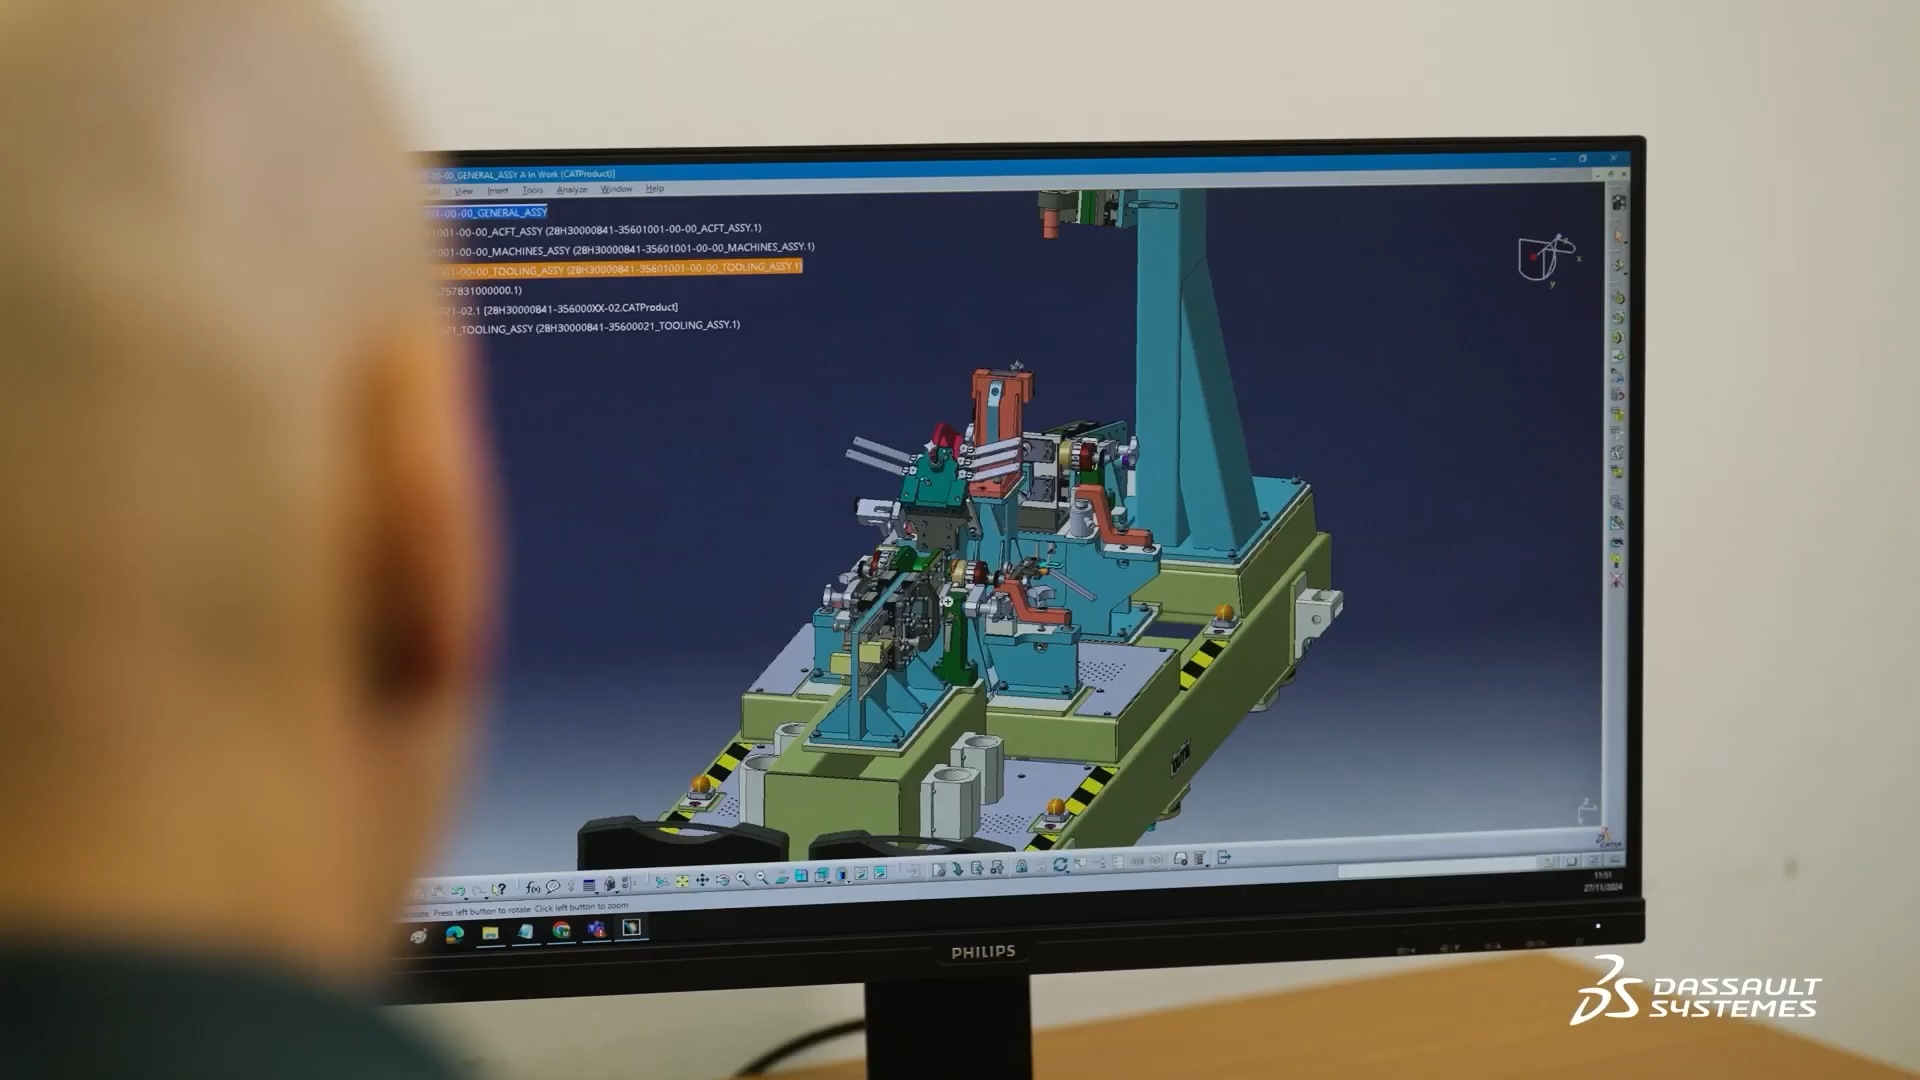 -00-00_GENERAL_ASSY A In Work (CATProduct)]
View Insert Tools Analyze Window Help
01-00-00_GENERAL_ASSY
1001-00-00_ACFT_ASSY (28H30000841-35601001-00-00_ACFT_ASSY.1)
1001-00-00_MACHINES_ASSY (28H30000841-35601001-00-00_MACHINES_ASSY.1)
01-00-00_TOOLING_ASSY (28H30000841-35601001-00-00_TOOLING_ASSY.1)
5757831000000.1)
021-02.1 [28H30000841-356000XX-02.CATProduct]
021_TOOLING_ASSY (28H30000841-35600021_TOOLING_ASSY.1)
x
y
z
f(x)
Press left button to rotate Click left button to zoom
11:51
27/11/2024
PHILIPS
DASSAULT
SYSTEMES